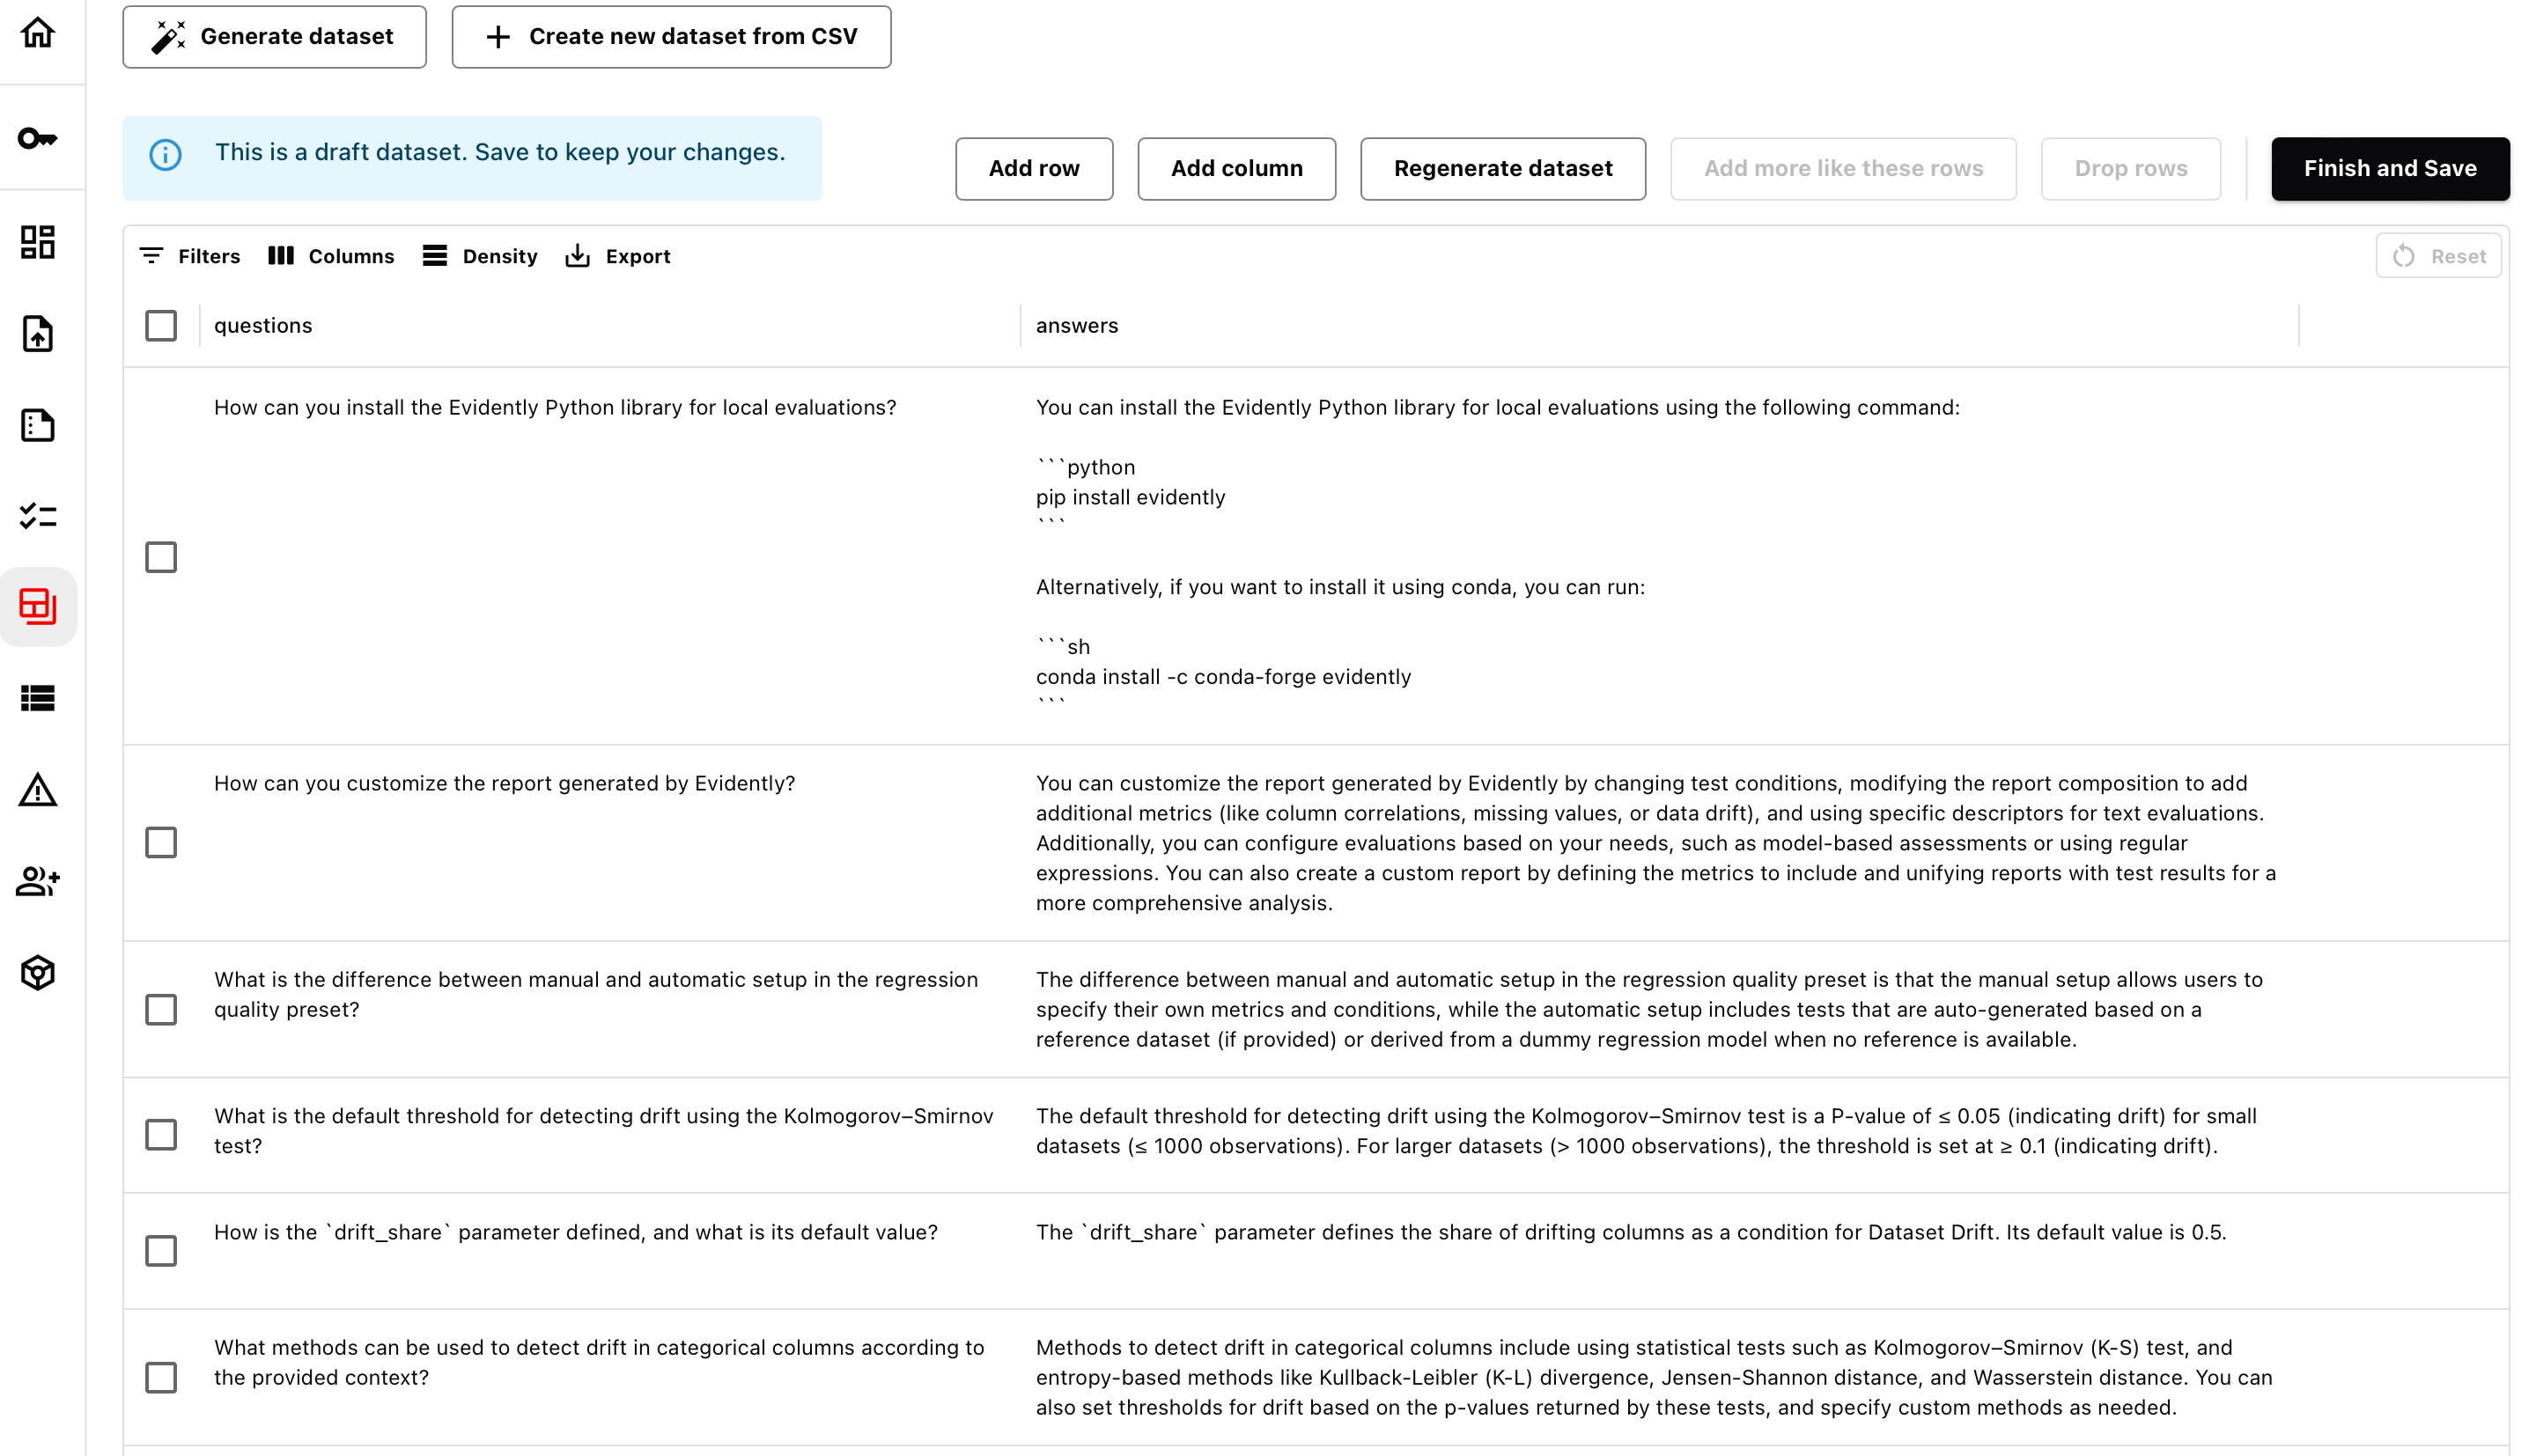 Generate dataset
Create new dataset from CSV
This is a draft dataset. Save to keep your changes.
Add row
Add column
Regenerate dataset
Add more like these rows
Drop rows
Finish and Save
Filters
Columns
Density
Export
Reset
questions
answers
How can you install the Evidently Python library for local evaluations?
You can install the Evidently Python library for local evaluations using the following command:
```python
pip install evidently
```
Alternatively, if you want to install it using conda, you can run:
```sh
conda install -c conda-forge evidently
```
How can you customize the report generated by Evidently?
You can customize the report generated by Evidently by changing test conditions, modifying the report composition to add
additional metrics (like column correlations, missing values, or data drift), and using specific descriptors for text evaluations.
Additionally, you can configure evaluations based on your needs, such as model-based assessments or using regular
expressions. You can also create a custom report by defining the metrics to include and unifying reports with test results for a
more comprehensive analysis.
What is the difference between manual and automatic setup in the regression
quality preset?
The difference between manual and automatic setup in the regression quality preset is that the manual setup allows users to
specify their own metrics and conditions, while the automatic setup includes tests that are auto-generated based on a
reference dataset (if provided) or derived from a dummy regression model when no reference is available.
What is the default threshold for detecting drift using the Kolmogorov–Smirnov
test?
The default threshold for detecting drift using the Kolmogorov–Smirnov test is a P-value of ≤ 0.05 (indicating drift) for small
datasets (≤ 1000 observations). For larger datasets (> 1000 observations), the threshold is set at ≥ 0.1 (indicating drift).
How is the `drift_share` parameter defined, and what is its default value?
The `drift_share` parameter defines the share of drifting columns as a condition for Dataset Drift. Its default value is 0.5.
What methods can be used to detect drift in categorical columns according to
the provided context?
Methods to detect drift in categorical columns include using statistical tests such as Kolmogorov–Smirnov (K-S) test, and
entropy-based methods like Kullback-Leibler (K-L) divergence, Jensen-Shannon distance, and Wasserstein distance. You can
also set thresholds for drift based on the p-values returned by these tests, and specify custom methods as needed.